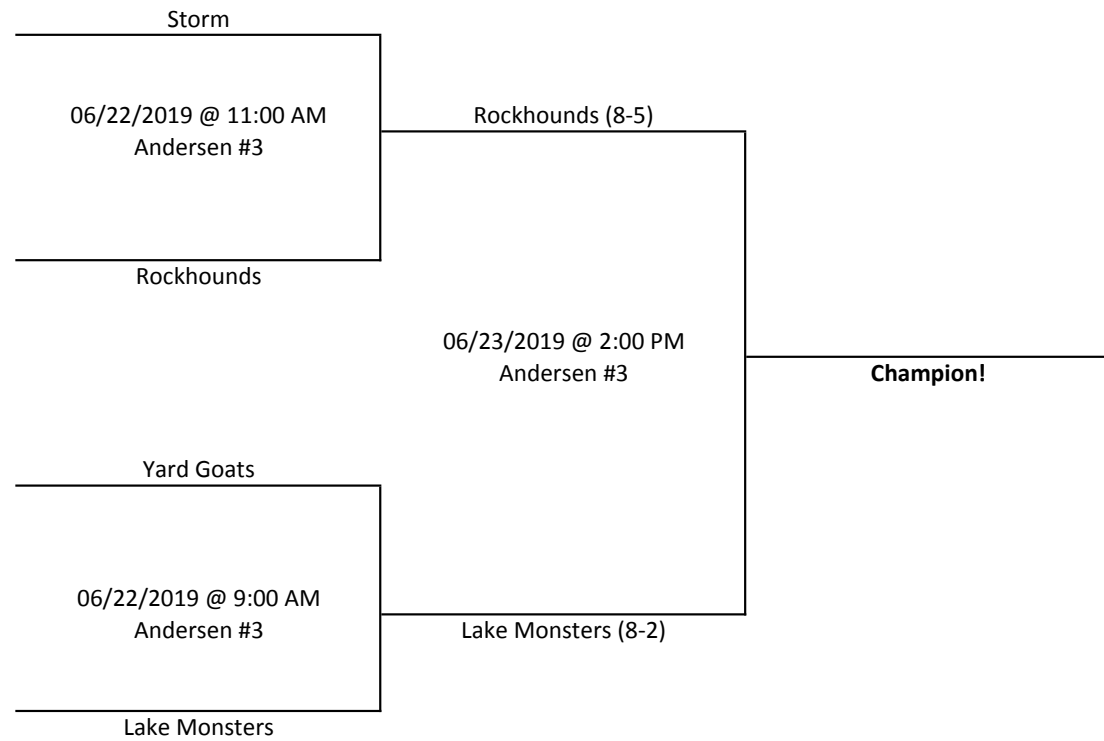 Storm
06/22/2019 @ 11:00 AM
Andersen #3
Rockhounds (8-5)
Rockhounds
06/23/2019 @ 2:00 PM
Andersen #3
Champion!
Yard Goats
06/22/2019 @ 9:00 AM
Andersen #3
Lake Monsters (8-2)
Lake Monsters